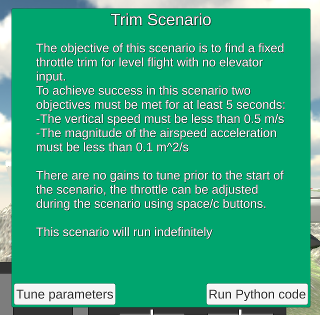 Trim Scenario
The objective of this scenario is to find a fixed
throttle trim for level flight with no elevator
input.
To achieve success in this scenario two
objectives must be met for at least 5 seconds:
-The vertical speed must be less than 0.5 m/s
-The magnitude of the airspeed acceleration
must be less than 0.1 m^2/s
There are no gains to tune prior to the start of
the scenario, the throttle can be adjusted
during the scenario using space/c buttons.
This scenario will run indefinitely
Tune parameters
Run Python code